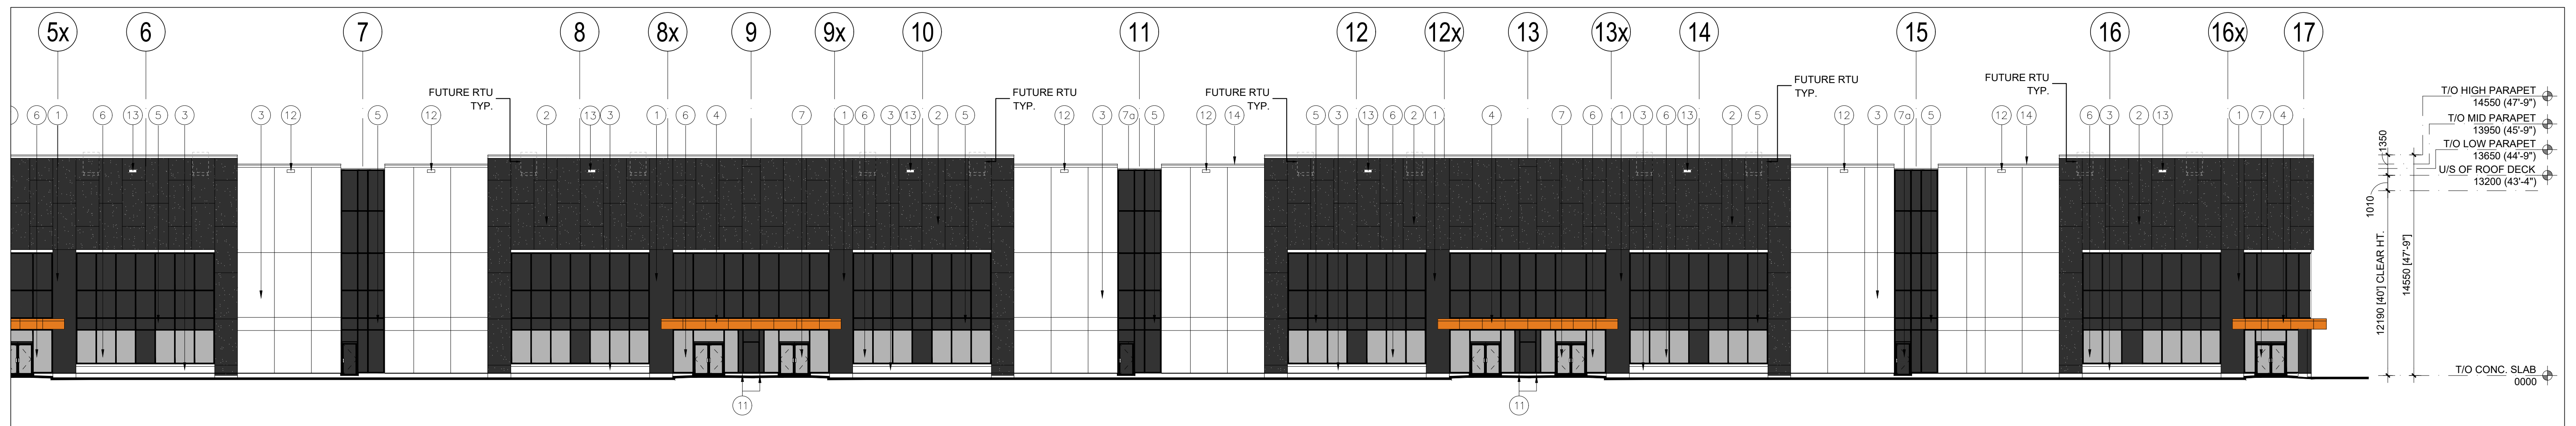 5x 6 7 8 8x 9 9x 10 11 12 12x 13 13x 14 15 16 16x 17
FUTURE RTU
TYP.
FUTURE RTU
TYP.
FUTURE RTU
TYP.
FUTURE RTU
TYP.
FUTURE RTU
TYP.
6 1 6 13 5 3 3 12 5 12 2 13 3 1 6 4 7 1 6 3 13 2 5 12 3 7a 5 12 14 5 3 13 6 2 1 4 7 6 1 3 6 13 2 5 12 3 7a 5 12 14 6 3 2 13 1 7 4
T/O HIGH PARAPET
14550 (47'-9")
T/O MID PARAPET
13950 (45'-9")
T/O LOW PARAPET
13650 (44'-9")
U/S OF ROOF DECK
13200 (43'-4")
1350
1010
12190 [40'] CLEAR HT.
14550 [47'-9"]
T/O CONC. SLAB
0000
11 11